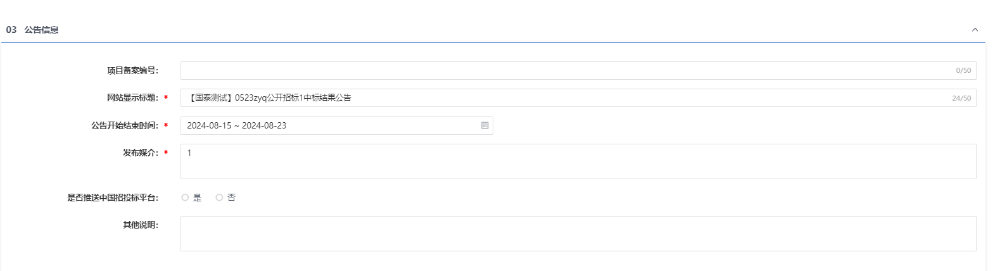 03 公告信息
项目备案编号： 0/50
网站显示标题： * 【国泰测试】0523zyq公开招标1中标结果公告 24/50
公告开始结束时间： * 2024-08-15 ~ 2024-08-23
发布媒介： * 1
是否推送中国招投标平台： 是 否
其他说明：